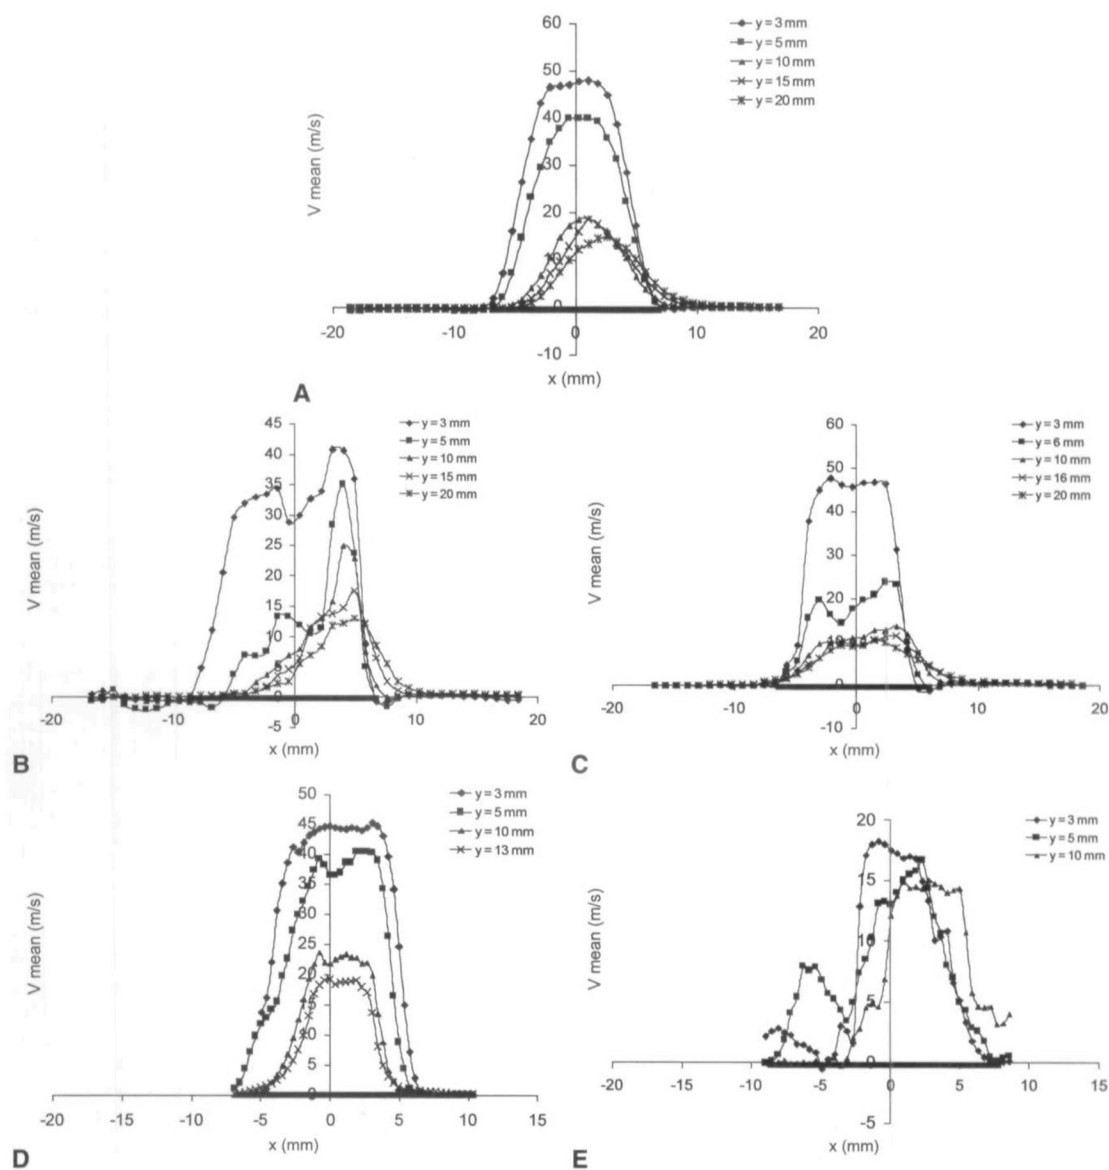 60
50
40
30
20
10
0
-10
-20
-10
0
10
20
V mean (m/s)
x (mm)
y = 3 mm
y = 5 mm
y = 10 mm
y = 15 mm
y = 20 mm
A
45
40
35
30
25
20
15
10
5
0
-5
-20
-10
0
10
20
V mean (m/s)
x (mm)
y = 3 mm
y = 5 mm
y = 10 mm
y = 15 mm
y = 20 mm
B
60
50
40
30
20
10
0
-10
-20
-10
0
10
20
V mean (m/s)
x (mm)
y = 3 mm
y = 6 mm
y = 10 mm
y = 16 mm
y = 20 mm
C
50
45
40
35
30
25
20
15
10
5
0
-20
-15
-10
-5
0
5
10
15
V mean (m/s)
x (mm)
y = 3 mm
y = 5 mm
y = 10 mm
y = 13 mm
D
20
15
10
5
0
-5
-20
-15
-10
-5
0
5
10
15
V mean (m/s)
x (mm)
y = 3 mm
y = 5 mm
y = 10 mm
E